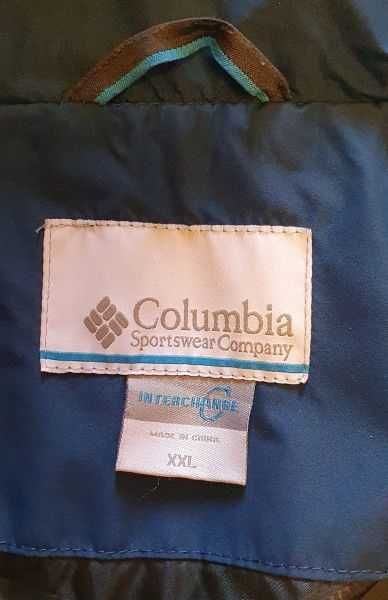 Columbia
Sportswear Company
INTERCHANGE
MADE IN CHINA
XXL